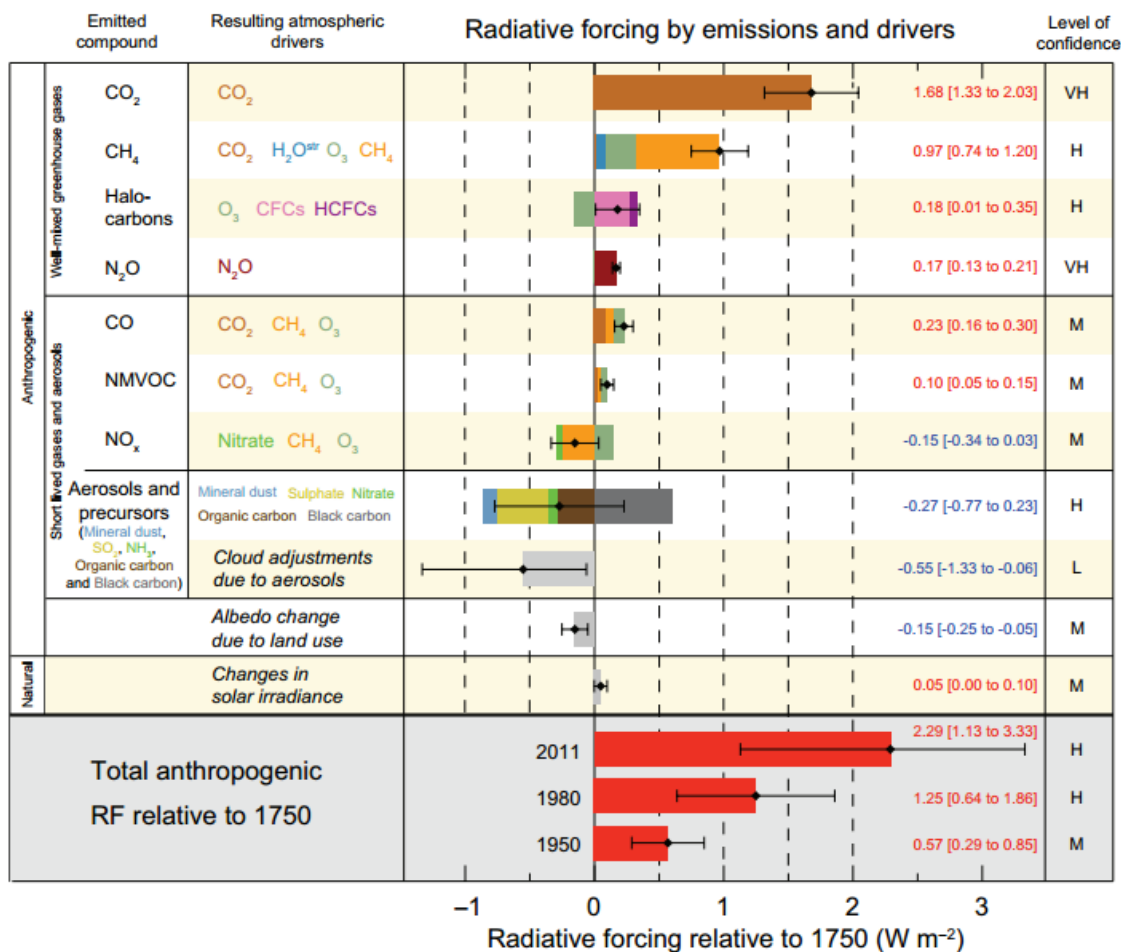 Emitted compound
Resulting atmospheric drivers
Radiative forcing by emissions and drivers
Level of confidence
Anthropogenic
Well-mixed greenhouse gases
CO₂
CO₂
1.68 [1.33 to 2.03]
VH
CH₄
CO₂ H₂Oˢᵗʳ O₃ CH₄
0.97 [0.74 to 1.20]
H
Halo-
carbons
O₃ CFCs HCFCs
0.18 [0.01 to 0.35]
H
N₂O
N₂O
0.17 [0.13 to 0.21]
VH
Short lived gases and aerosols
CO
CO₂ CH₄ O₃
0.23 [0.16 to 0.30]
M
NMVOC
CO₂ CH₄ O₃
0.10 [0.05 to 0.15]
M
NOₓ
Nitrate CH₄ O₃
-0.15 [-0.34 to 0.03]
M
Aerosols and
precursors
(Mineral dust,
SO₂, NH₃,
Organic carbon
and Black carbon)
Mineral dust Sulphate Nitrate
Organic carbon Black carbon
-0.27 [-0.77 to 0.23]
H
Cloud adjustments
due to aerosols
-0.55 [-1.33 to -0.06]
L
Albedo change
due to land use
-0.15 [-0.25 to -0.05]
M
Natural
Changes in
solar irradiance
0.05 [0.00 to 0.10]
M
Total anthropogenic
RF relative to 1750
2011
2.29 [1.13 to 3.33]
H
1980
1.25 [0.64 to 1.86]
H
1950
0.57 [0.29 to 0.85]
M
−1 0 1 2 3
Radiative forcing relative to 1750 (W m⁻²)